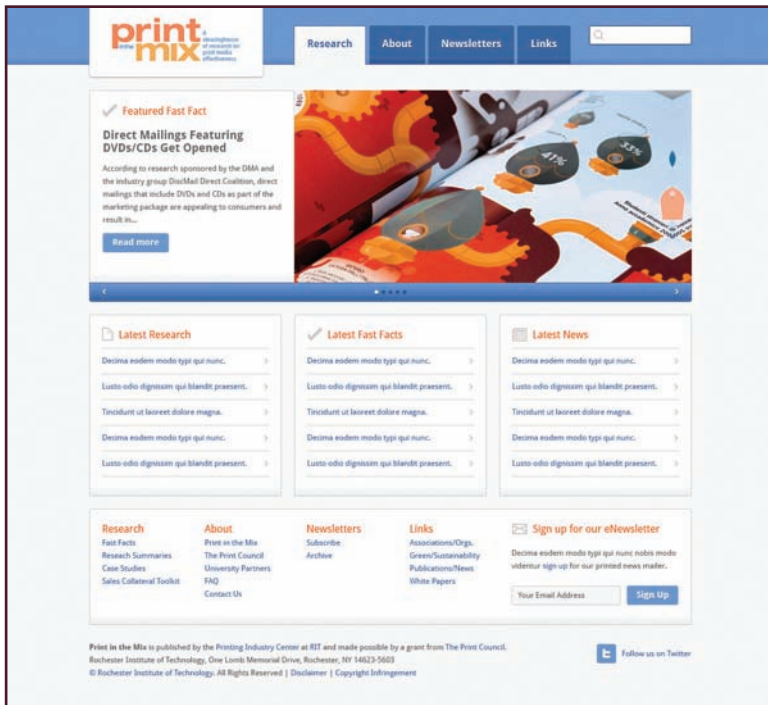 print
in the
mix
A
clearinghouse
of research on
print media
effectiveness
Research
About
Newsletters
Links
Featured Fast Fact
Direct Mailings Featuring
DVDs/CDs Get Opened
According to research sponsored by the DMA and
the industry group DiscMail Direct Coalition, direct
mailings that include DVDs and CDs as part of the
marketing package are appealing to consumers and
result in...
Read more
41%
33%
Latest Research
Decima eodem modo typi qui nunc.
Lusto odio dignissim qui blandit praesent.
Tincidunt ut laoreet dolore magna.
Decima eodem modo typi qui nunc.
Lusto odio dignissim qui blandit praesent.
Latest Fast Facts
Decima eodem modo typi qui nunc.
Lusto odio dignissim qui blandit praesent.
Tincidunt ut laoreet dolore magna.
Decima eodem modo typi qui nunc.
Lusto odio dignissim qui blandit praesent.
Latest News
Decima eodem modo typi qui nunc.
Lusto odio dignissim qui blandit praesent.
Tincidunt ut laoreet dolore magna.
Decima eodem modo typi qui nunc.
Lusto odio dignissim qui blandit praesent.
Research
Fast Facts
Reseach Summaries
Case Studies
Sales Collateral Toolkit
About
Print in the Mix
The Print Council
University Partners
FAQ
Contact Us
Newsletters
Subscribe
Archive
Links
Associations/Orgs.
Green/Sustainability
Publications/News
White Papers
Sign up for our eNewsletter
Decima eodem modo typi qui nunc nobis modo
videntur sign up for our printed news mailer.
Your Email Address
Sign Up
Print in the Mix is published by the Printing Industry Center at RIT and made possible by a grant from The Print Council.
Rochester Institute of Technology, One Lomb Memorial Drive, Rochester, NY 14623-5603
© Rochester Institute of Technology. All Rights Reserved | Disclaimer | Copyright Infringement
Follow us on Twitter